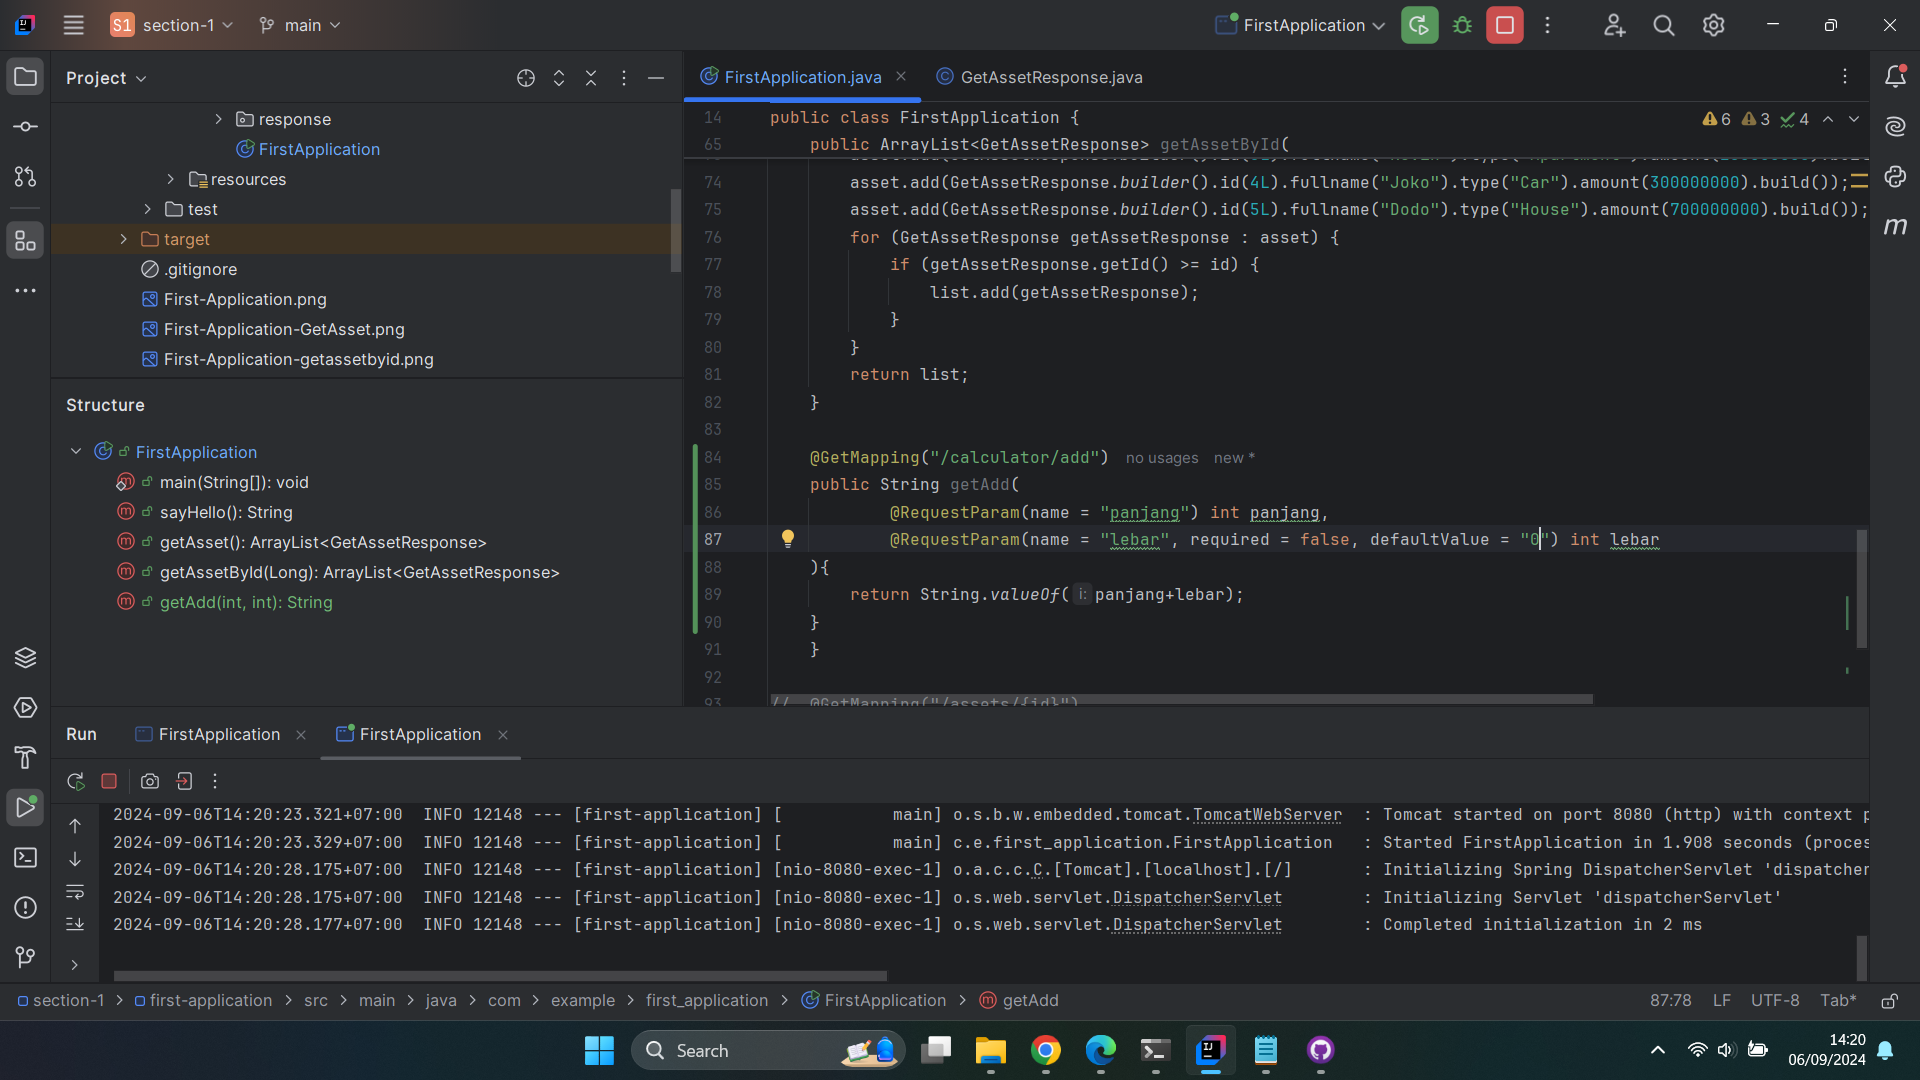 S1 section-1 main FirstApplication
Project
response
FirstApplication
resources
test
target
.gitignore
First-Application.png
First-Application-GetAsset.png
First-Application-getassetbyid.png
Structure
FirstApplication
main(String[]): void
sayHello(): String
getAsset(): ArrayList<GetAssetResponse>
getAssetById(Long): ArrayList<GetAssetResponse>
getAdd(int, int): String
FirstApplication.java GetAssetResponse.java
6 3 4
14 public class FirstApplication {
65 public ArrayList<GetAssetResponse> getAssetById(
74 asset.add(GetAssetResponse.builder().id(4L).fullname("Joko").type("Car").amount(300000000).build());
75 asset.add(GetAssetResponse.builder().id(5L).fullname("Dodo").type("House").amount(700000000).build());
76 for (GetAssetResponse getAssetResponse : asset) {
77 if (getAssetResponse.getId() >= id) {
78 list.add(getAssetResponse);
79 }
80 }
81 return list;
82 }
83
84 @GetMapping("/calculator/add") no usages new *
85 public String getAdd(
86 @RequestParam(name = "panjang") int panjang,
87 @RequestParam(name = "lebar", required = false, defaultValue = "0") int lebar
88 ){
89 return String.valueOf( i: panjang+lebar);
90 }
91 }
92
93 // @GetMapping("/assets/{id}")
Run FirstApplication FirstApplication
2024-09-06T14:20:23.321+07:00 INFO 12148 --- [first-application] [ main] o.s.b.w.embedded.tomcat.TomcatWebServer : Tomcat started on port 8080 (http) with context p
2024-09-06T14:20:23.329+07:00 INFO 12148 --- [first-application] [ main] c.e.first_application.FirstApplication : Started FirstApplication in 1.908 seconds (proces
2024-09-06T14:20:28.175+07:00 INFO 12148 --- [first-application] [nio-8080-exec-1] o.a.c.c.C.[Tomcat].[localhost].[/] : Initializing Spring DispatcherServlet 'dispatcher
2024-09-06T14:20:28.175+07:00 INFO 12148 --- [first-application] [nio-8080-exec-1] o.s.web.servlet.DispatcherServlet : Initializing Servlet 'dispatcherServlet'
2024-09-06T14:20:28.177+07:00 INFO 12148 --- [first-application] [nio-8080-exec-1] o.s.web.servlet.DispatcherServlet : Completed initialization in 2 ms
section-1 > first-application > src > main > java > com > example > first_application > FirstApplication > getAdd 87:78 LF UTF-8 Tab*
Search
14:20
06/09/2024